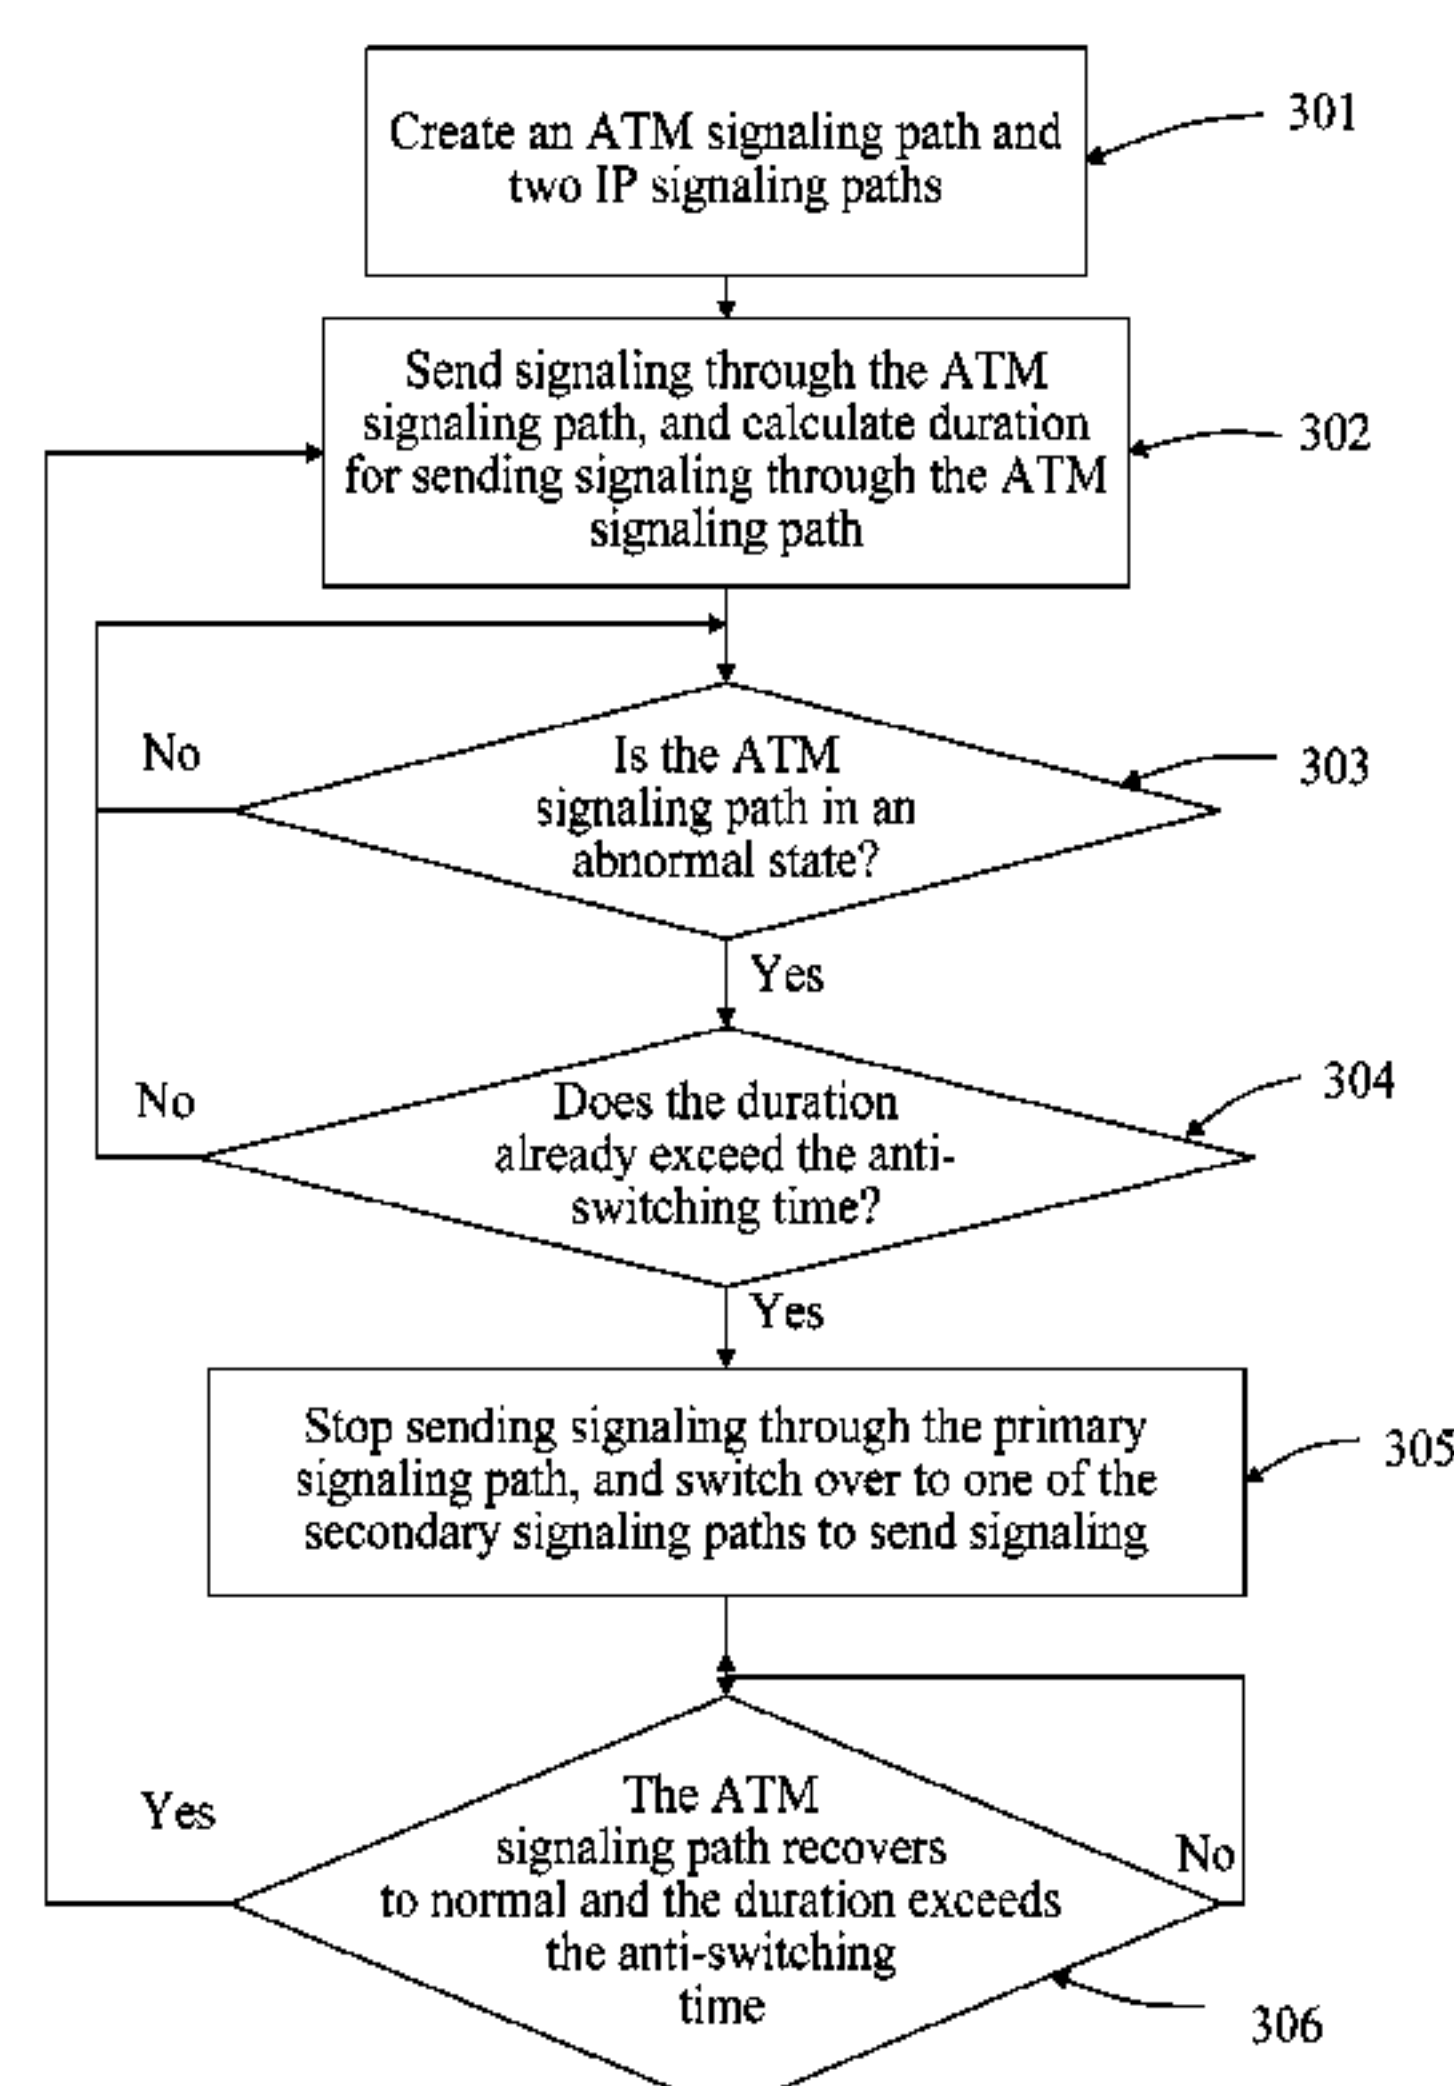 Create an ATM signaling path and
two IP signaling paths
301
Send signaling through the ATM
signaling path, and calculate duration
for sending signaling through the ATM
signaling path
302
No
Is the ATM
signaling path in an
abnormal state?
303
Yes
No
Does the duration
already exceed the anti-
switching time?
304
Yes
Stop sending signaling through the primary
signaling path, and switch over to one of the
secondary signaling paths to send signaling
305
Yes
The ATM
signaling path recovers
to normal and the duration exceeds
the anti-switching
time
No
306